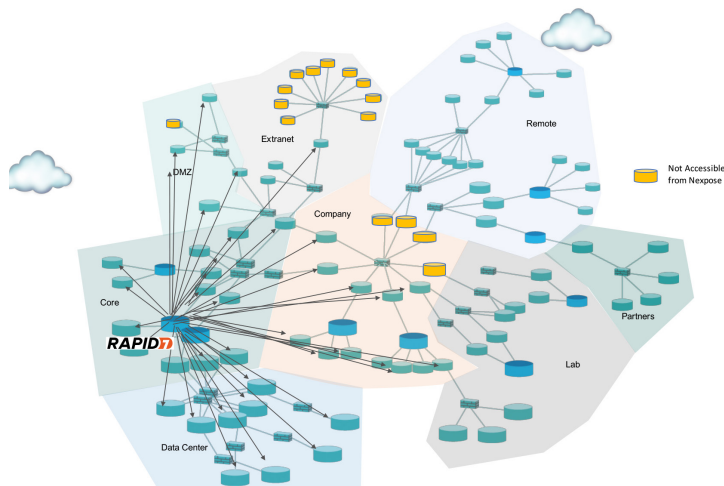 Remote
Extranet
Not Accessible
from Nexpose
DMZ
Company
Core
Partners
RAPID7
Lab
Data Center